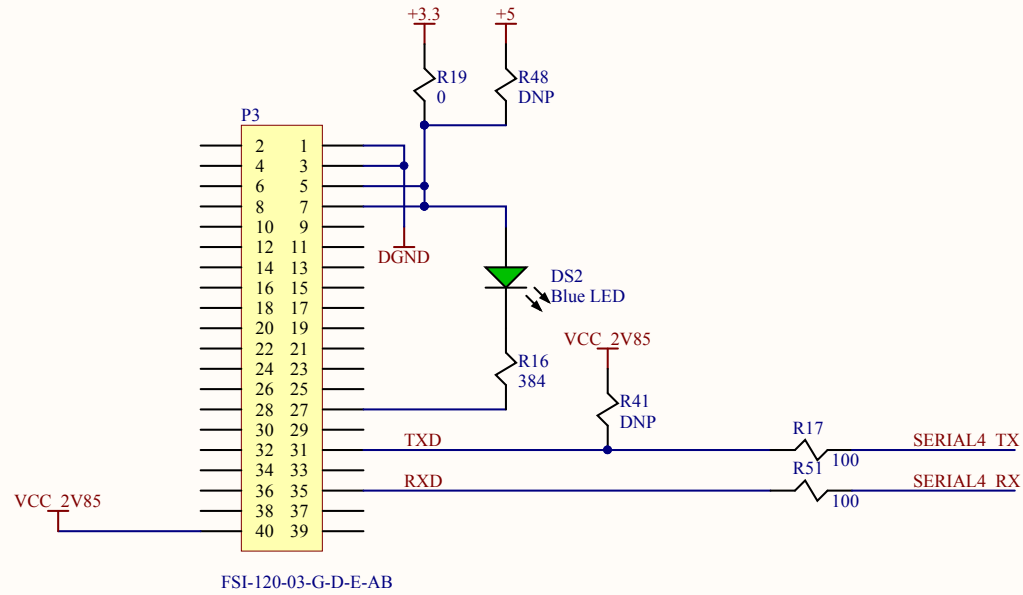 +3.3 +5
R19 R48
0 DNP
P3
2 1
4 3
6 5
8 7
10 9
12 11
DGND
14 13
DS2
16 15
Blue LED
18 17
20 19
VCC_2V85
22 21
R16
24 23
384
26 25
R41
28 27
DNP
30 29
R17
32 31 TXD SERIAL4_TX
100
34 33
R51
36 35 RXD SERIAL4_RX
100
VCC_2V85
38 37
40 39
FSI-120-03-G-D-E-AB